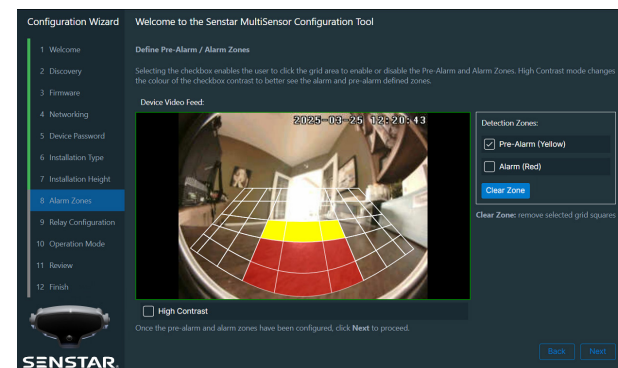 Configuration Wizard
Welcome to the Senstar MultiSensor Configuration Tool
1 Welcome
2 Discovery
3 Firmware
4 Networking
5 Device Password
6 Installation Type
7 Installation Height
8 Alarm Zones
9 Relay Configuration
10 Operation Mode
11 Review
12 Finish
SENSTAR.
Define Pre-Alarm / Alarm Zones
Selecting the checkbox enables the user to click the grid area to enable or disable the Pre-Alarm and Alarm Zones. High Contrast mode changes
the colour of the checkbox contrast to better see the alarm and pre-alarm defined zones.
Device Video Feed:
2025-03-25 12:20:43
Detection Zones:
Pre-Alarm (Yellow)
Alarm (Red)
Clear Zone
Clear Zone: remove selected grid squares
High Contrast
Once the pre-alarm and alarm zones have been configured, click Next to proceed.
Back
Next